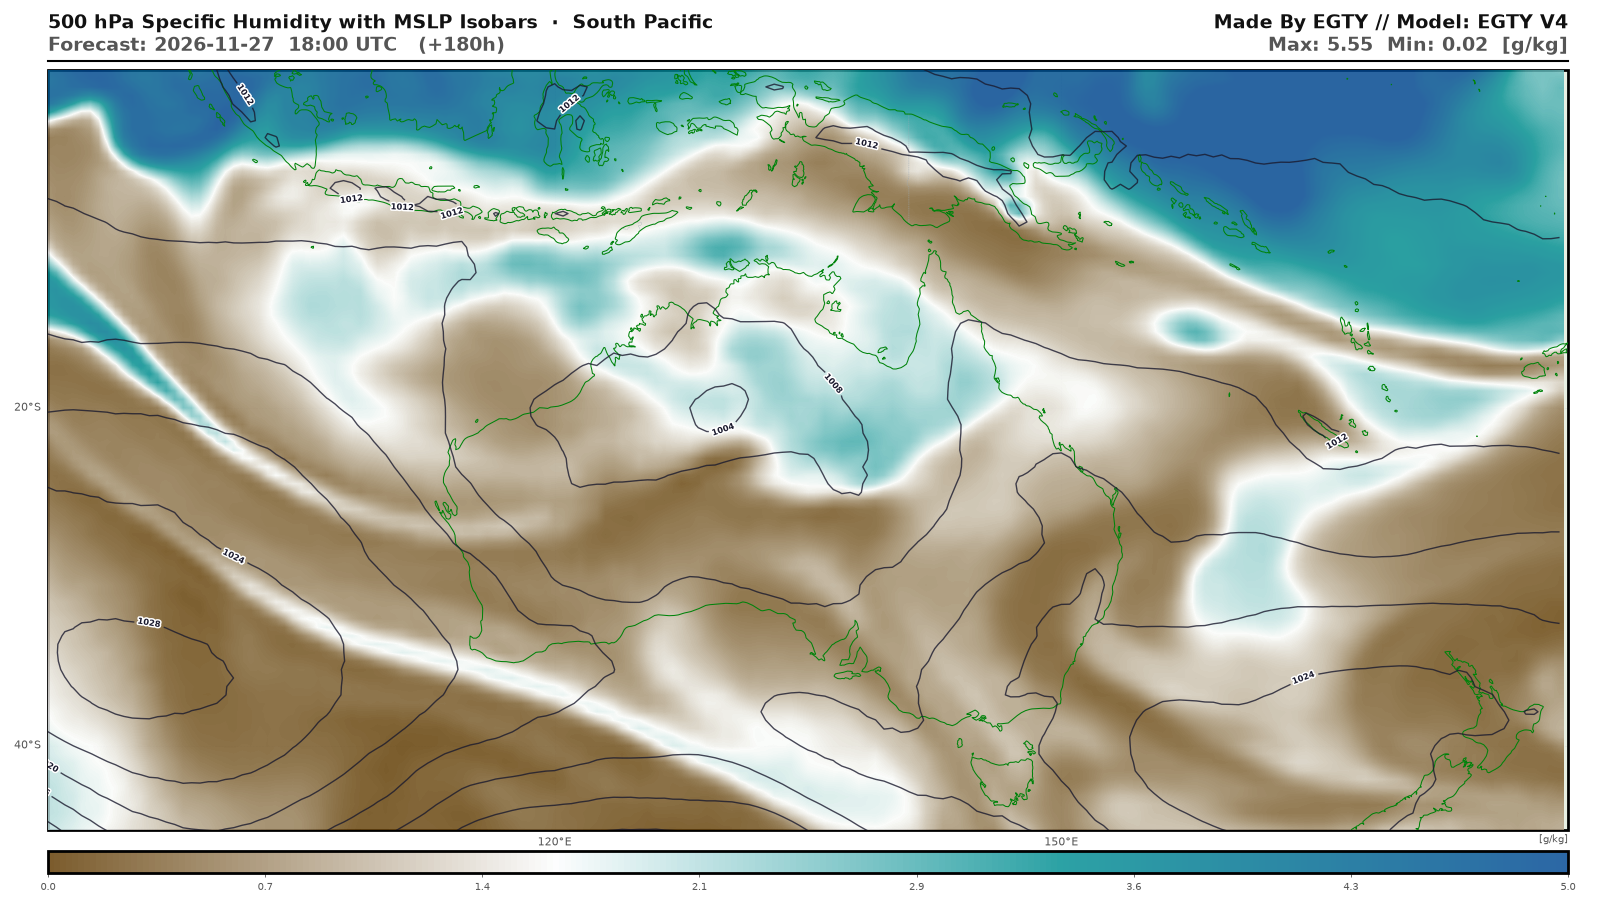 500 hPa Specific Humidity with MSLP Isobars · South Pacific
Made By EGTY // Model: EGTY V4
Forecast: 2026-11-27 18:00 UTC (+180h)
Max: 5.55 Min: 0.02 [g/kg]
1012
1012
1012
1012
1012
1012
20°S
1008
1004
1012
1024
1028
1024
40°S
20
120°E
150°E
[g/kg]
0.0 0.7 1.4 2.1 2.9 3.6 4.3 5.0